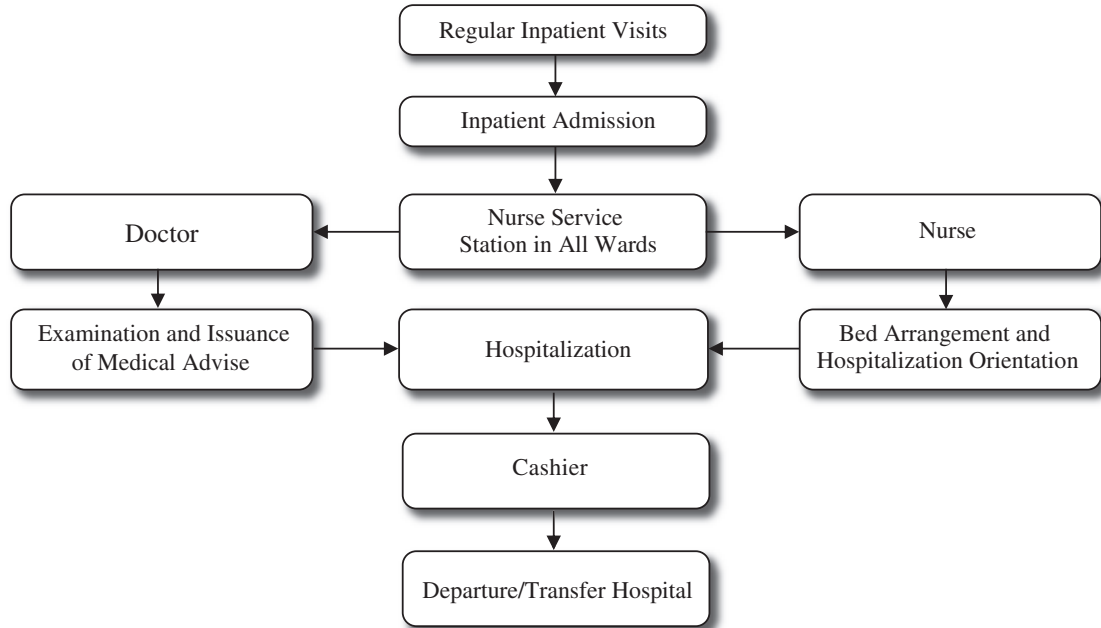 Regular Inpatient Visits
Inpatient Admission
Doctor
Nurse Service
Station in All Wards
Nurse
Examination and Issuance
of Medical Advise
Hospitalization
Bed Arrangement and
Hospitalization Orientation
Cashier
Departure/Transfer Hospital